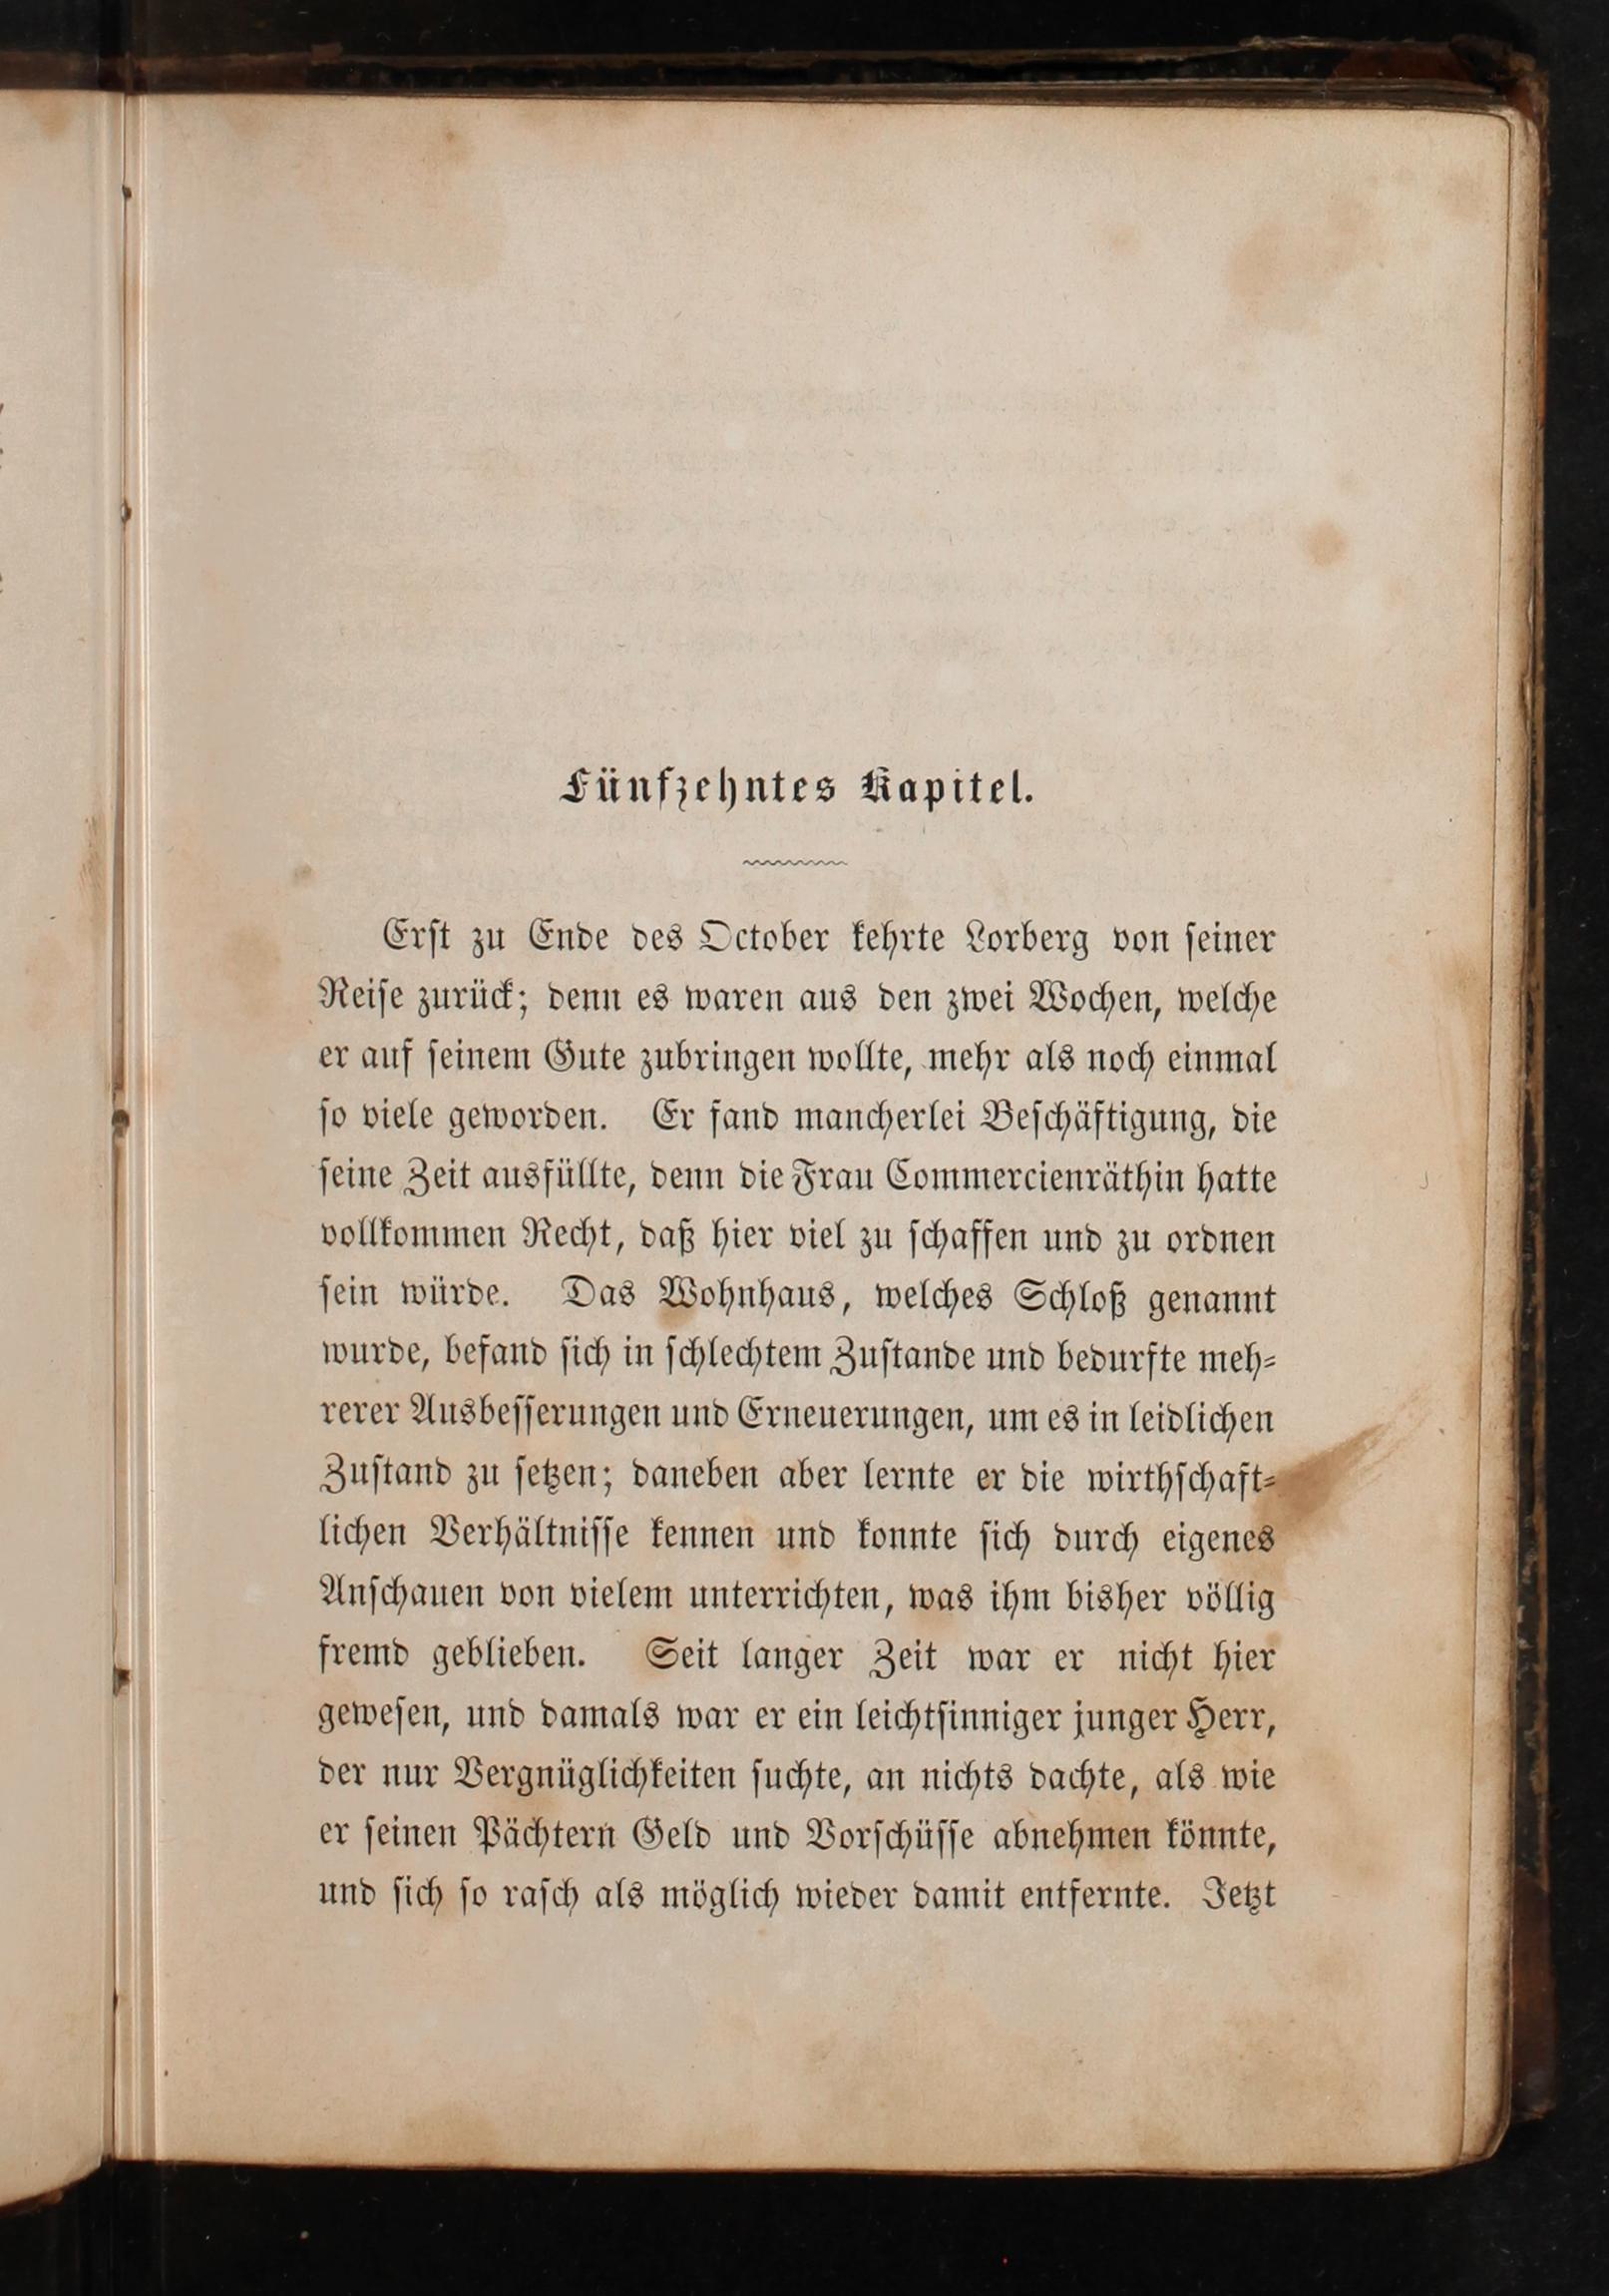 Fünfzehntes Kapitel.
Erst zu Ende des October kehrte Lorberg von seiner
Reise zurück; denn es waren aus den zwei Wochen, welche
er auf seinem Gute zubringen wollte, mehr als noch einmal
so viele geworden. Er fand mancherlei Beschäftigung, die
seine Zeit ausfüllte, denn die Frau Commercienräthin hatte
vollkommen Recht, daß hier viel zu schaffen und zu ordnen
sein würde. Das Wohnhaus, welches Schloß genannt
wurde, befand sich in schlechtem Zustande und bedurfte meh-
rerer Ausbesserungen und Erneuerungen, um es in leidlichen
Zustand zu setzen; daneben aber lernte er die wirthschaft-
lichen Verhältnisse kennen und konnte sich durch eigenes
Anschauen von vielem unterrichten, was ihm bisher völlig
fremd geblieben. Seit langer Zeit war er nicht hier
gewesen, und damals war er ein leichtsinniger junger Herr,
der nur Vergnüglichkeiten suchte, an nichts dachte, als wie
er seinen Pächtern Geld und Vorschüsse abnehmen könnte,
und sich so rasch als möglich wieder damit entfernte. Jetzt